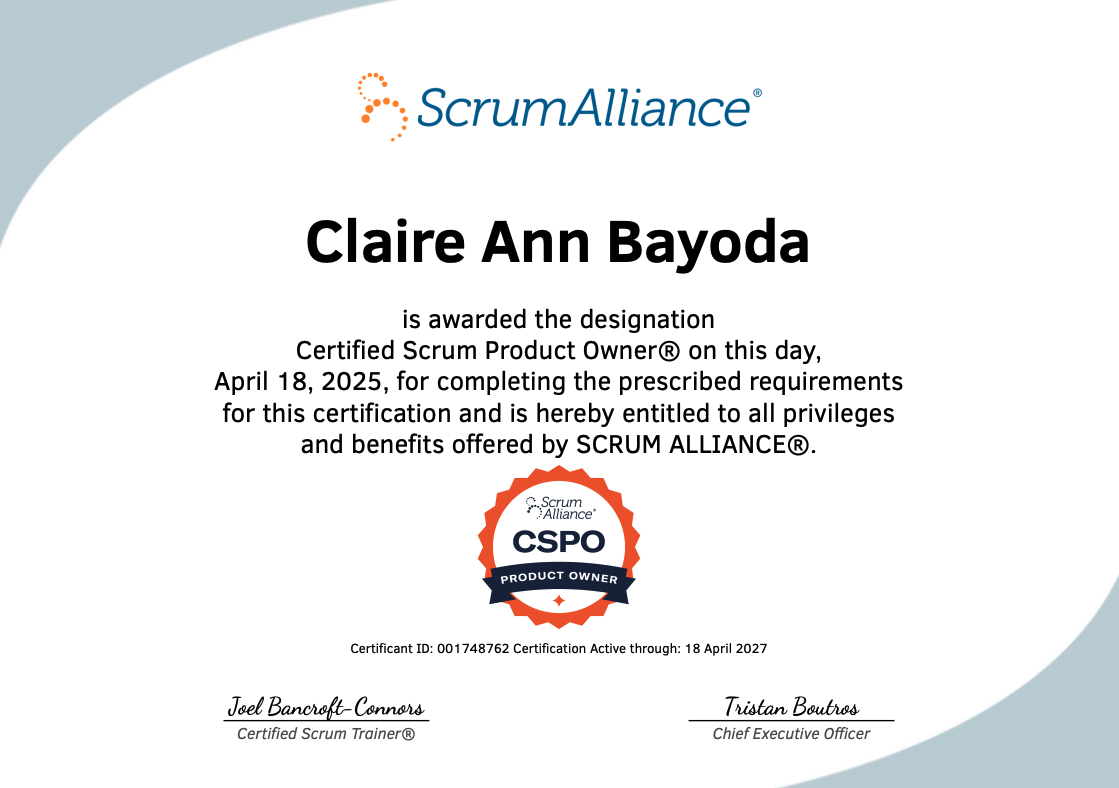 ScrumAlliance®
Claire Ann Bayoda
is awarded the designation
Certified Scrum Product Owner® on this day,
April 18, 2025, for completing the prescribed requirements
for this certification and is hereby entitled to all privileges
and benefits offered by SCRUM ALLIANCE®.
Scrum
Alliance®
CSPO
PRODUCT OWNER
Certificant ID: 001748762 Certification Active through: 18 April 2027
Joel Bancroft-Connors
Certified Scrum Trainer®
Tristan Boutros
Chief Executive Officer